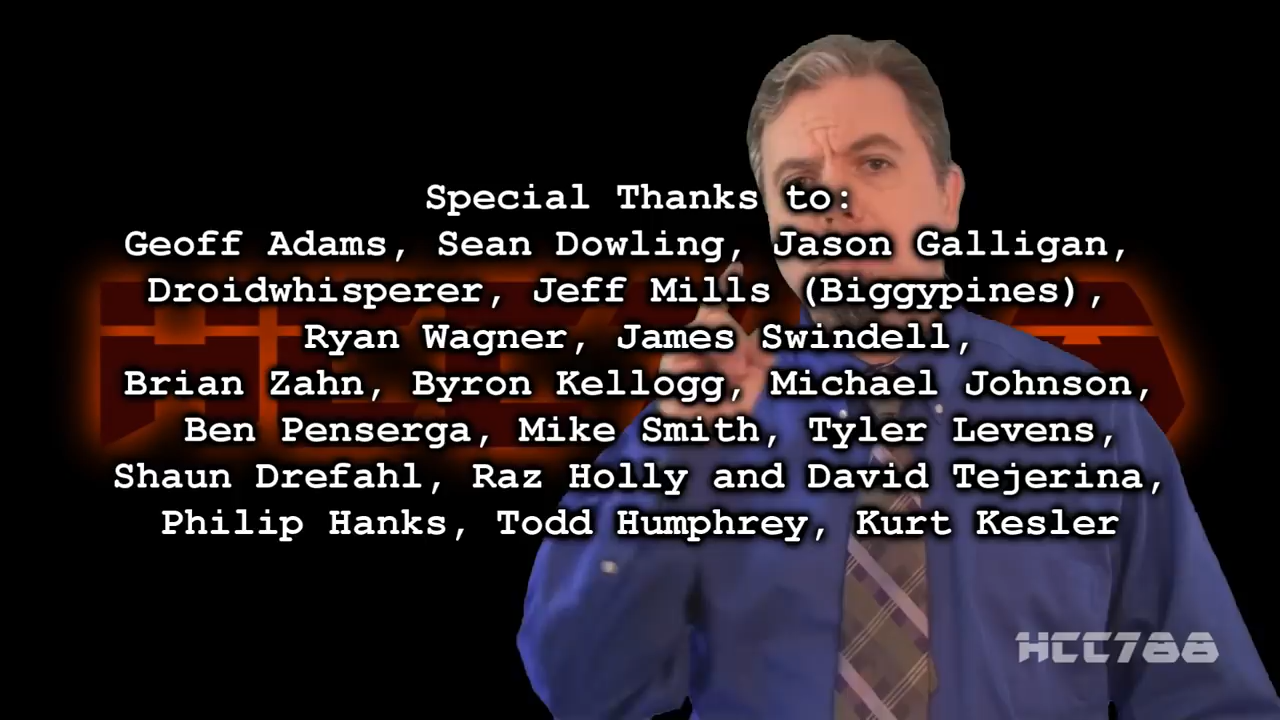 Special Thanks to:
Geoff Adams, Sean Dowling, Jason Galligan,
Droidwhisperer, Jeff Mills (Biggypines),
Ryan Wagner, James Swindell,
Brian Zahn, Byron Kellogg, Michael Johnson,
Ben Penserga, Mike Smith, Tyler Levens,
Shaun Drefahl, Raz Holly and David Tejerina,
Philip Hanks, Todd Humphrey, Kurt Kesler
HCC788